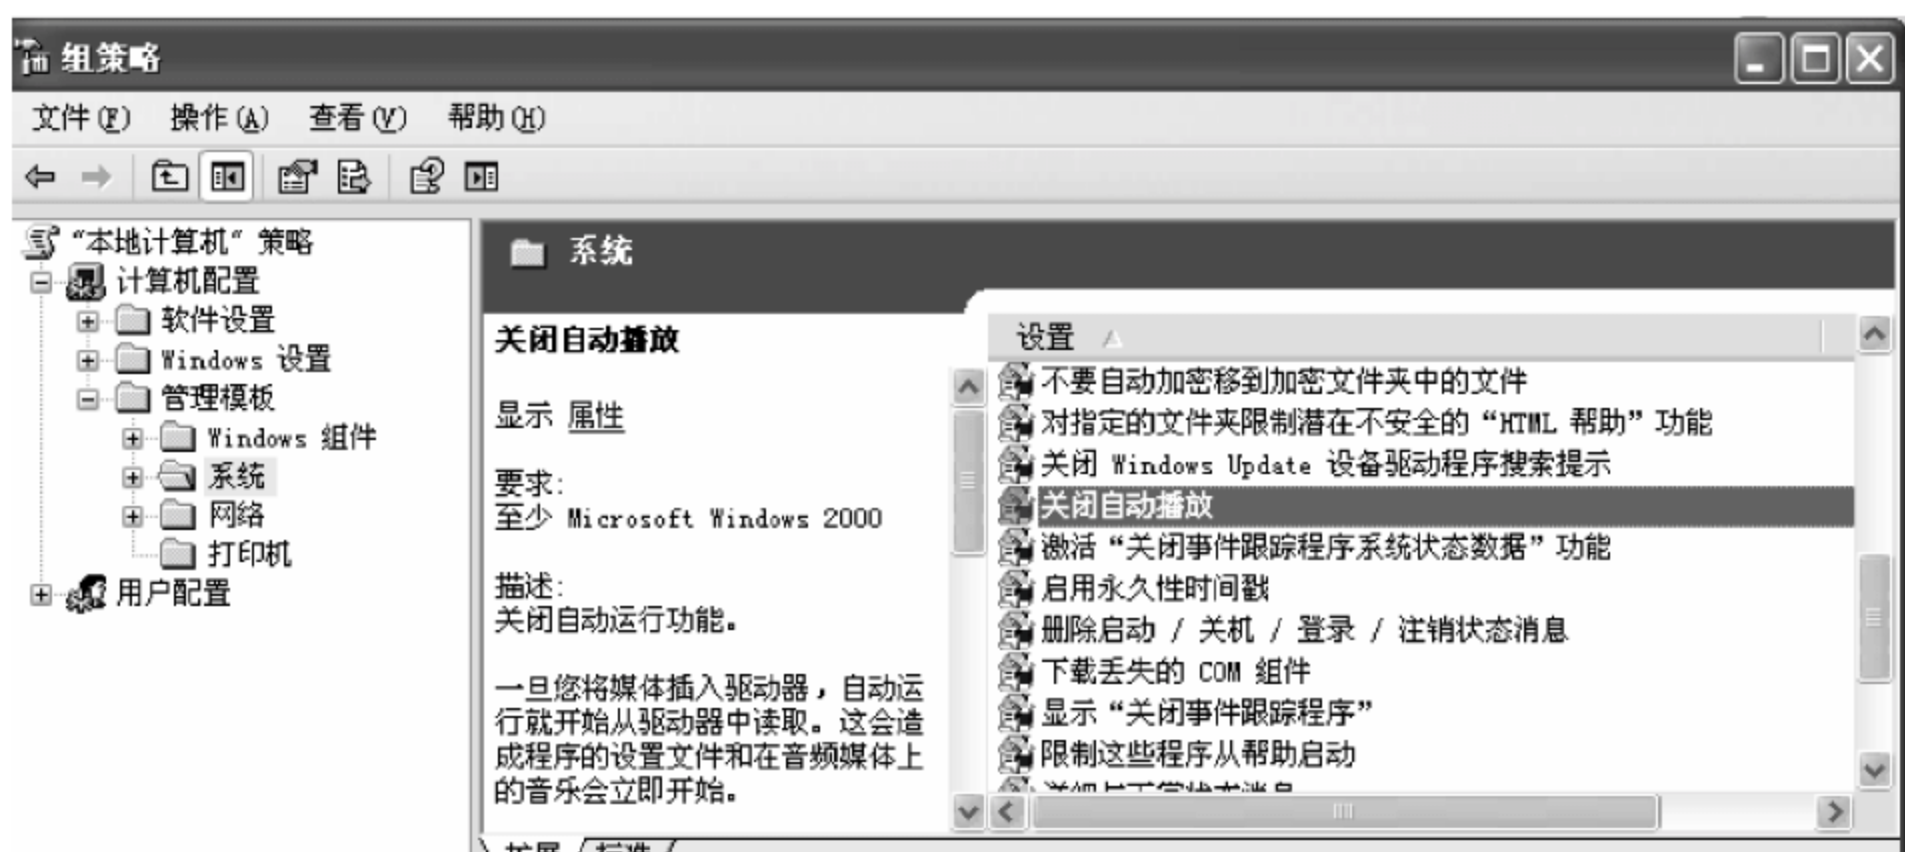 组策略
文件(F) 操作(A) 查看(V) 帮助(H)
“本地计算机”策略
计算机配置
软件设置
Windows 设置
管理模板
Windows 组件
系统
网络
打印机
用户配置
系统
关闭自动播放
显示 属性
要求:
至少 Microsoft Windows 2000
描述:
关闭自动运行功能。
一旦您将媒体插入驱动器，自动运
行就开始从驱动器中读取。这会造
成程序的设置文件和在音频媒体上
的音乐会立即开始。
设置
不要自动加密移到加密文件夹中的文件
对指定的文件夹限制潜在不安全的“HTML 帮助”功能
关闭 Windows Update 设备驱动程序搜索提示
关闭自动播放
激活“关闭事件跟踪程序系统状态数据”功能
启用永久性时间戳
删除启动 / 关机 / 登录 / 注销状态消息
下载丢失的 COM 组件
显示“关闭事件跟踪程序”
限制这些程序从帮助启动
扩展 标准